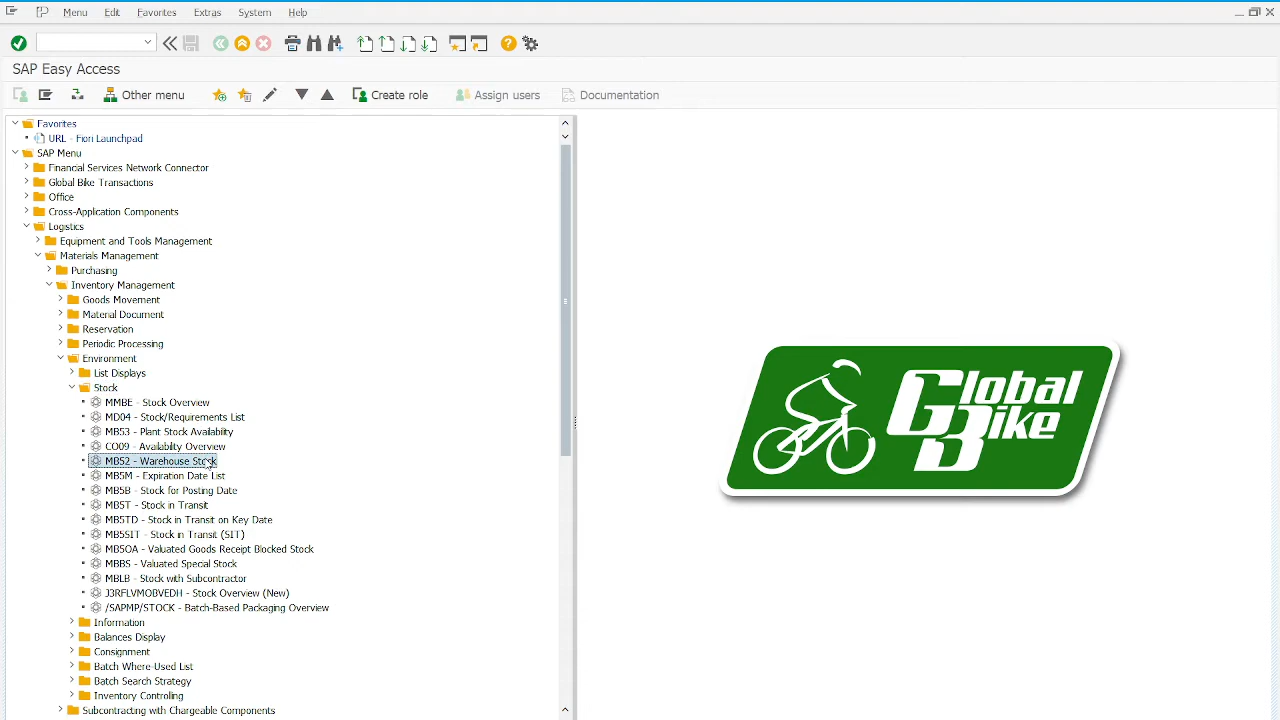 Menu Edit Favorites Extras System Help
SAP Easy Access
Other menu Create role Assign users Documentation
Favorites
URL - Fiori Launchpad
SAP Menu
Financial Services Network Connector
Global Bike Transactions
Office
Cross-Application Components
Logistics
Equipment and Tools Management
Materials Management
Purchasing
Inventory Management
Goods Movement
Material Document
Reservation
Periodic Processing
Environment
List Displays
Stock
MMBE - Stock Overview
MD04 - Stock/Requirements List
MB53 - Plant Stock Availability
CO09 - Availability Overview
MB52 - Warehouse Stock
MB5M - Expiration Date List
MB5B - Stock for Posting Date
MB5T - Stock in Transit
MB5TD - Stock in Transit on Key Date
MB5SIT - Stock in Transit (SIT)
MB5OA - Valuated Goods Receipt Blocked Stock
MBBS - Valuated Special Stock
MBLB - Stock with Subcontractor
J3RFLVMOBVEDH - Stock Overview (New)
/SAPMP/STOCK - Batch-Based Packaging Overview
Information
Balances Display
Consignment
Batch Where-Used List
Batch Search Strategy
Inventory Controlling
Subcontracting with Chargeable Components
Global
Bike